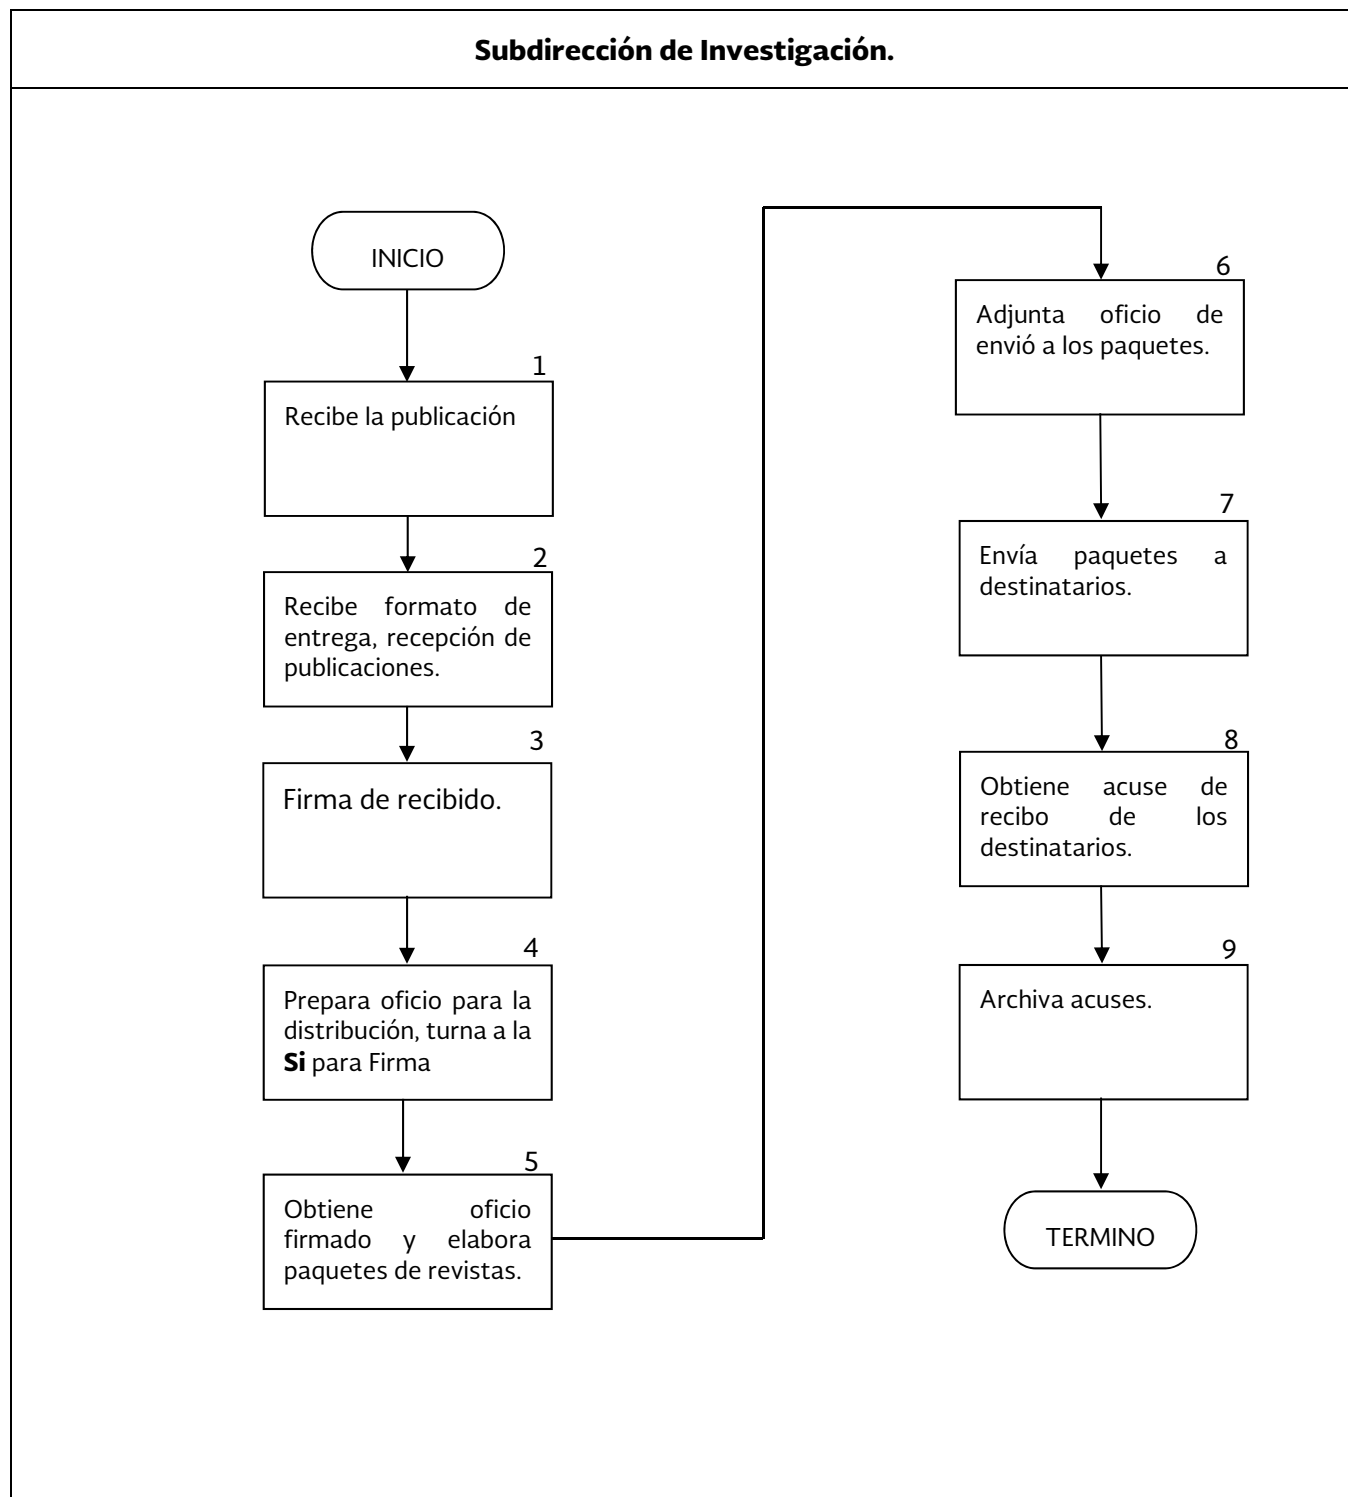 Subdirección de Investigación.
INICIO
1
Recibe la publicación
2
Recibe formato de
entrega, recepción de
publicaciones.
3
Firma de recibido.
4
Prepara oficio para la
distribución, turna a la
Si para Firma
5
Obtiene oficio
firmado y elabora
paquetes de revistas.
6
Adjunta oficio de
envió a los paquetes.
7
Envía paquetes a
destinatarios.
8
Obtiene acuse de
recibo de los
destinatarios.
9
Archiva acuses.
TERMINO